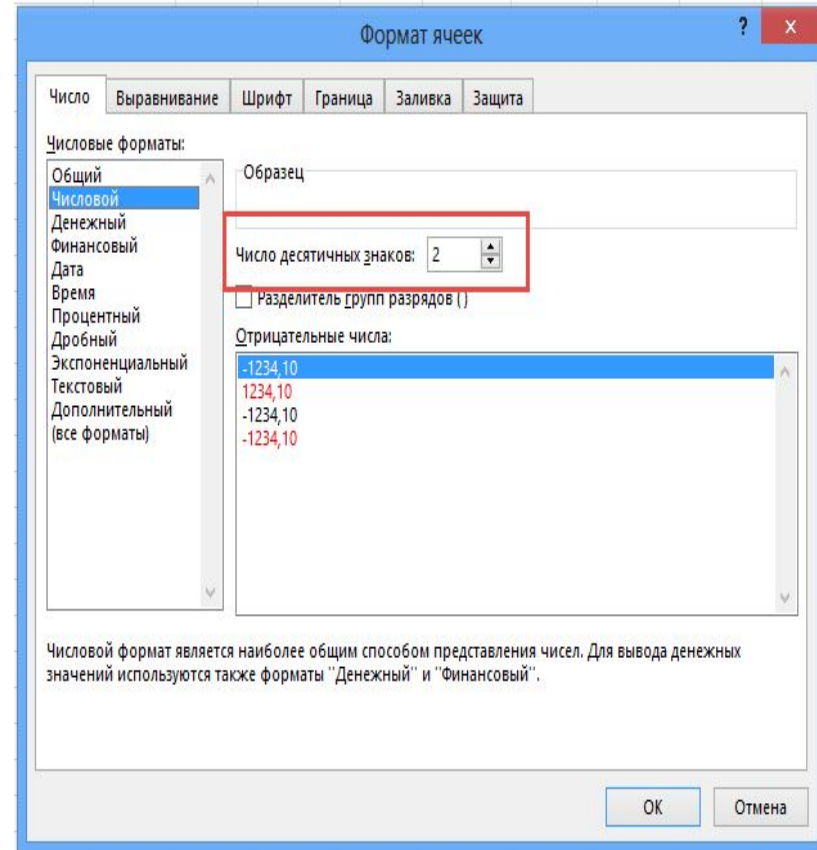 Формат ячеек
?
x
Число
Выравнивание
Шрифт
Граница
Заливка
Защита
Числовые форматы:
Общий
Числовой
Денежный
Финансовый
Дата
Время
Процентный
Дробный
Экспоненциальный
Текстовый
Дополнительный
(все форматы)
Образец
Число десятичных знаков: 2
Разделитель групп разрядов ( )
Отрицательные числа:
-1234,10
1234,10
-1234,10
-1234,10
Числовой формат является наиболее общим способом представления чисел. Для вывода денежных
значений используются также форматы "Денежный" и "Финансовый".
ОК
Отмена